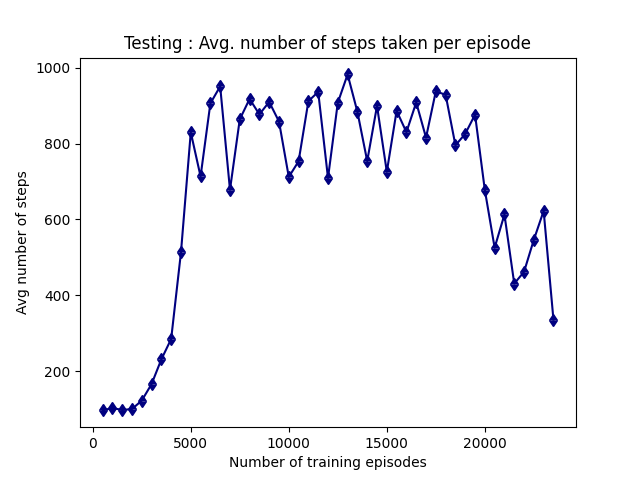 Testing : Avg. number of steps taken per episode
1000
800
600
400
200
Avg number of steps
0 5000 10000 15000 20000
Number of training episodes